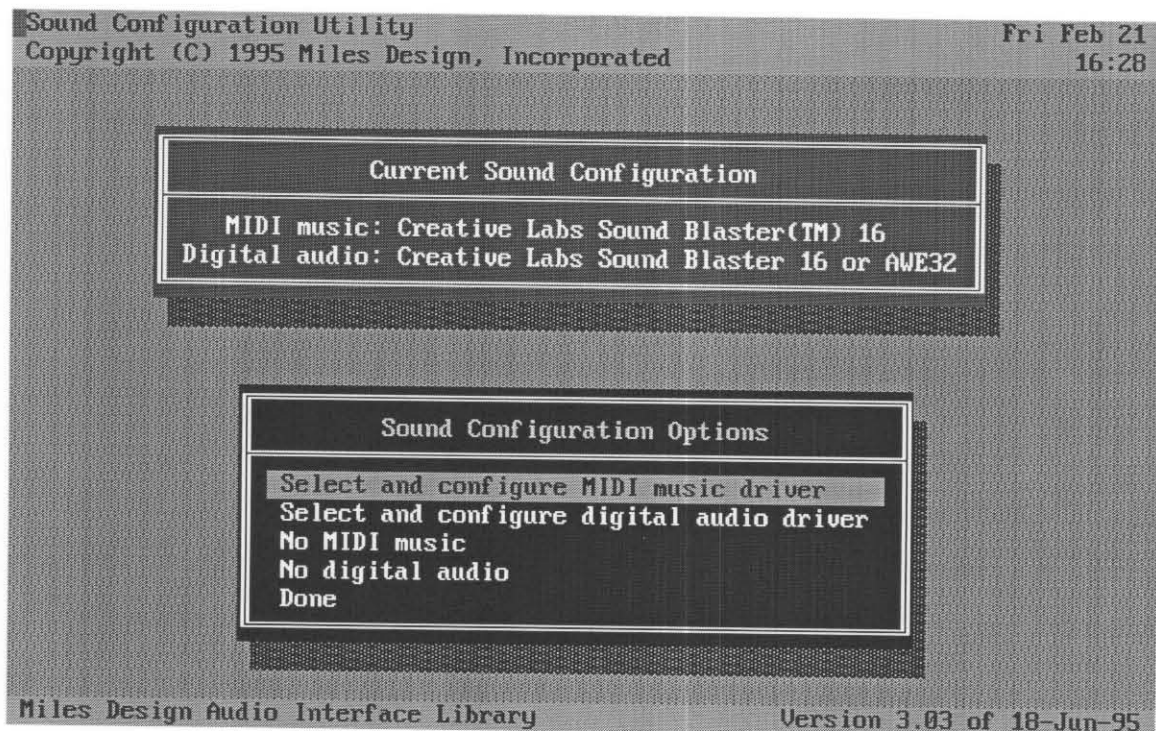 Sound Configuration Utility
Fri Feb 21
Copyright (C) 1995 Miles Design, Incorporated
16:28
Current Sound Configuration
MIDI music: Creative Labs Sound Blaster(TM) 16
Digital audio: Creative Labs Sound Blaster 16 or AWE32
Sound Configuration Options
Select and configure MIDI music driver
Select and configure digital audio driver
No MIDI music
No digital audio
Done
Miles Design Audio Interface Library
Version 3.03 of 18-Jun-95